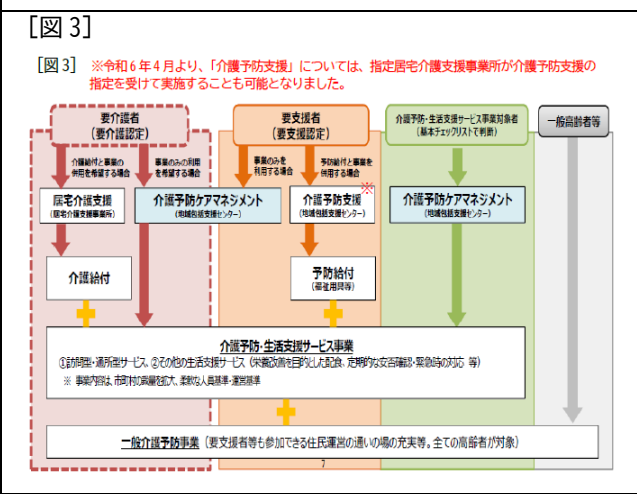 [図3]
[図3] ※令和6年4月より、「介護予防支援」については、指定居宅介護支援事業所が介護予防支援の
指定を受けて実施することも可能となりました。
要介護者
(要介護認定)
要支援者
(要支援認定)
介護予防・生活支援サービス事業対象者
(基本チェックリストで判断)
一般高齢者等
介護給付と事業の
併用を希望する場合
事業のみの利用
を希望する場合
事業のみを
利用する場合
予防給付と事業を
併用する場合
※
居宅介護支援
(居宅介護支援事業所)
介護予防ケアマネジメント
(地域包括支援センター)
介護予防支援
(地域包括支援センター)
介護予防ケアマネジメント
(地域包括支援センター)
介護給付
予防給付
(福祉用具等)
介護予防・生活支援サービス事業
①訪問型・通所型サービス、②その他の生活支援サービス(栄養改善を目的とした配食、定期的な安否確認・緊急時の対応 等)
※ 事業内容は、市町村の裁量を拡大、柔軟な人員基準・運営基準
一般介護予防事業(要支援者等も参加できる住民運営の通いの場の充実等。全ての高齢者が対象)
7